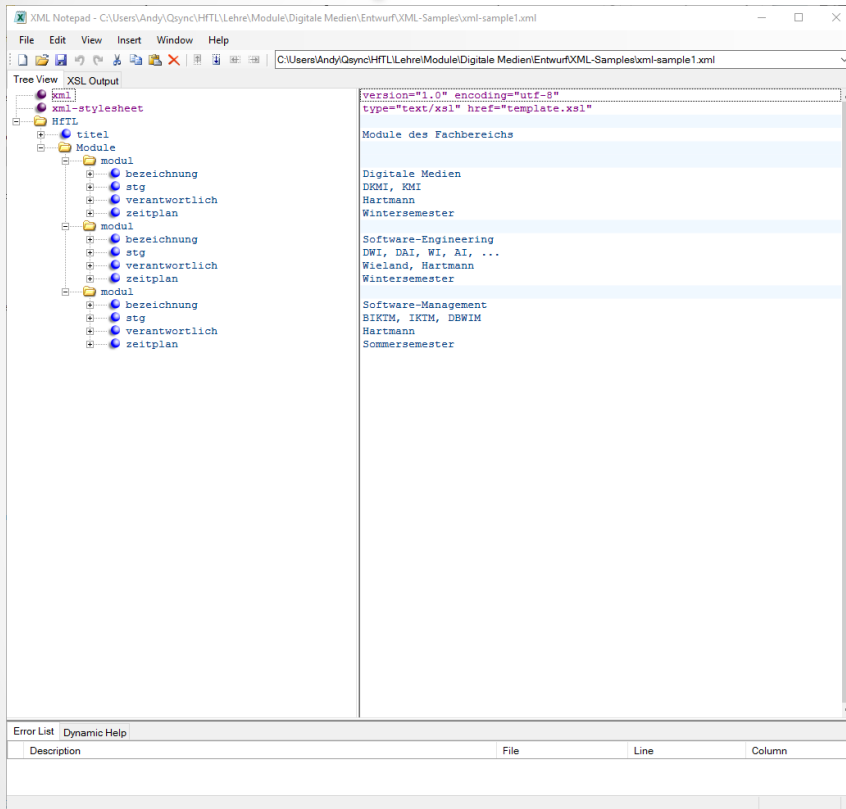 XML Notepad - C:\Users\Andy\Qsync\HfTL\Lehre\Module\Digitale Medien\Entwurf\XML-Samples\xml-sample1.xml
File Edit View Insert Window Help
C:\Users\Andy\Qsync\HfTL\Lehre\Module\Digitale Medien\Entwurf\XML-Samples\xml-sample1.xml
Tree View XSL Output
xml version="1.0" encoding="utf-8"
xml-stylesheet type="text/xsl" href="template.xsl"
HfTL
titel Module des Fachbereichs
Module
modul
bezeichnung Digitale Medien
stg DKMI, KMI
verantwortlich Hartmann
zeitplan Wintersemester
modul
bezeichnung Software-Engineering
stg DWI, DAI, WI, AI, ...
verantwortlich Wieland, Hartmann
zeitplan Wintersemester
modul
bezeichnung Software-Management
stg BIKTM, IKTM, DBWIM
verantwortlich Hartmann
zeitplan Sommersemester
Error List Dynamic Help
Description File Line Column